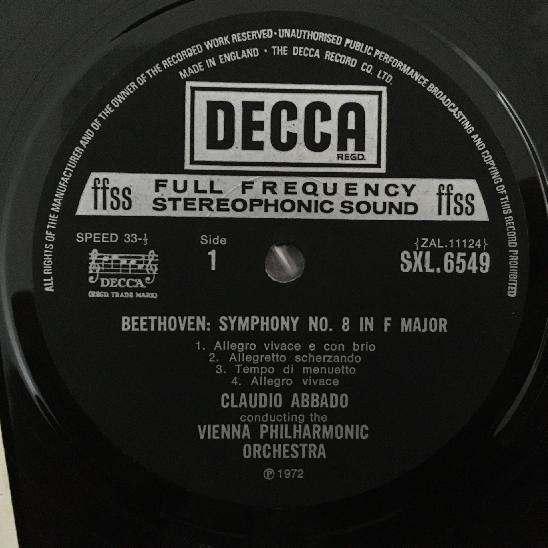 ALL RIGHTS OF THE MANUFACTURER AND OF THE OWNER OF THE RECORDED WORK RESERVED · UNAUTHORISED PUBLIC PERFORMANCE BROADCASTING AND COPYING OF THIS RECORD PROHIBITED
MADE IN ENGLAND · THE DECCA RECORD CO. LTD
DECCA
REGD.
ffss FULL FREQUENCY STEREOPHONIC SOUND ffss
SPEED 33-⅓
Side
1
{ZAL.11124}
SXL.6549
DECCA
(REGD. TRADE MARK)
BEETHOVEN: SYMPHONY NO. 8 IN F MAJOR
1. Allegro vivace e con brio
2. Allegretto scherzando
3. Tempo di menuetto
4. Allegro vivace
CLAUDIO ABBADO
conducting the
VIENNA PHILHARMONIC
ORCHESTRA
℗ 1972